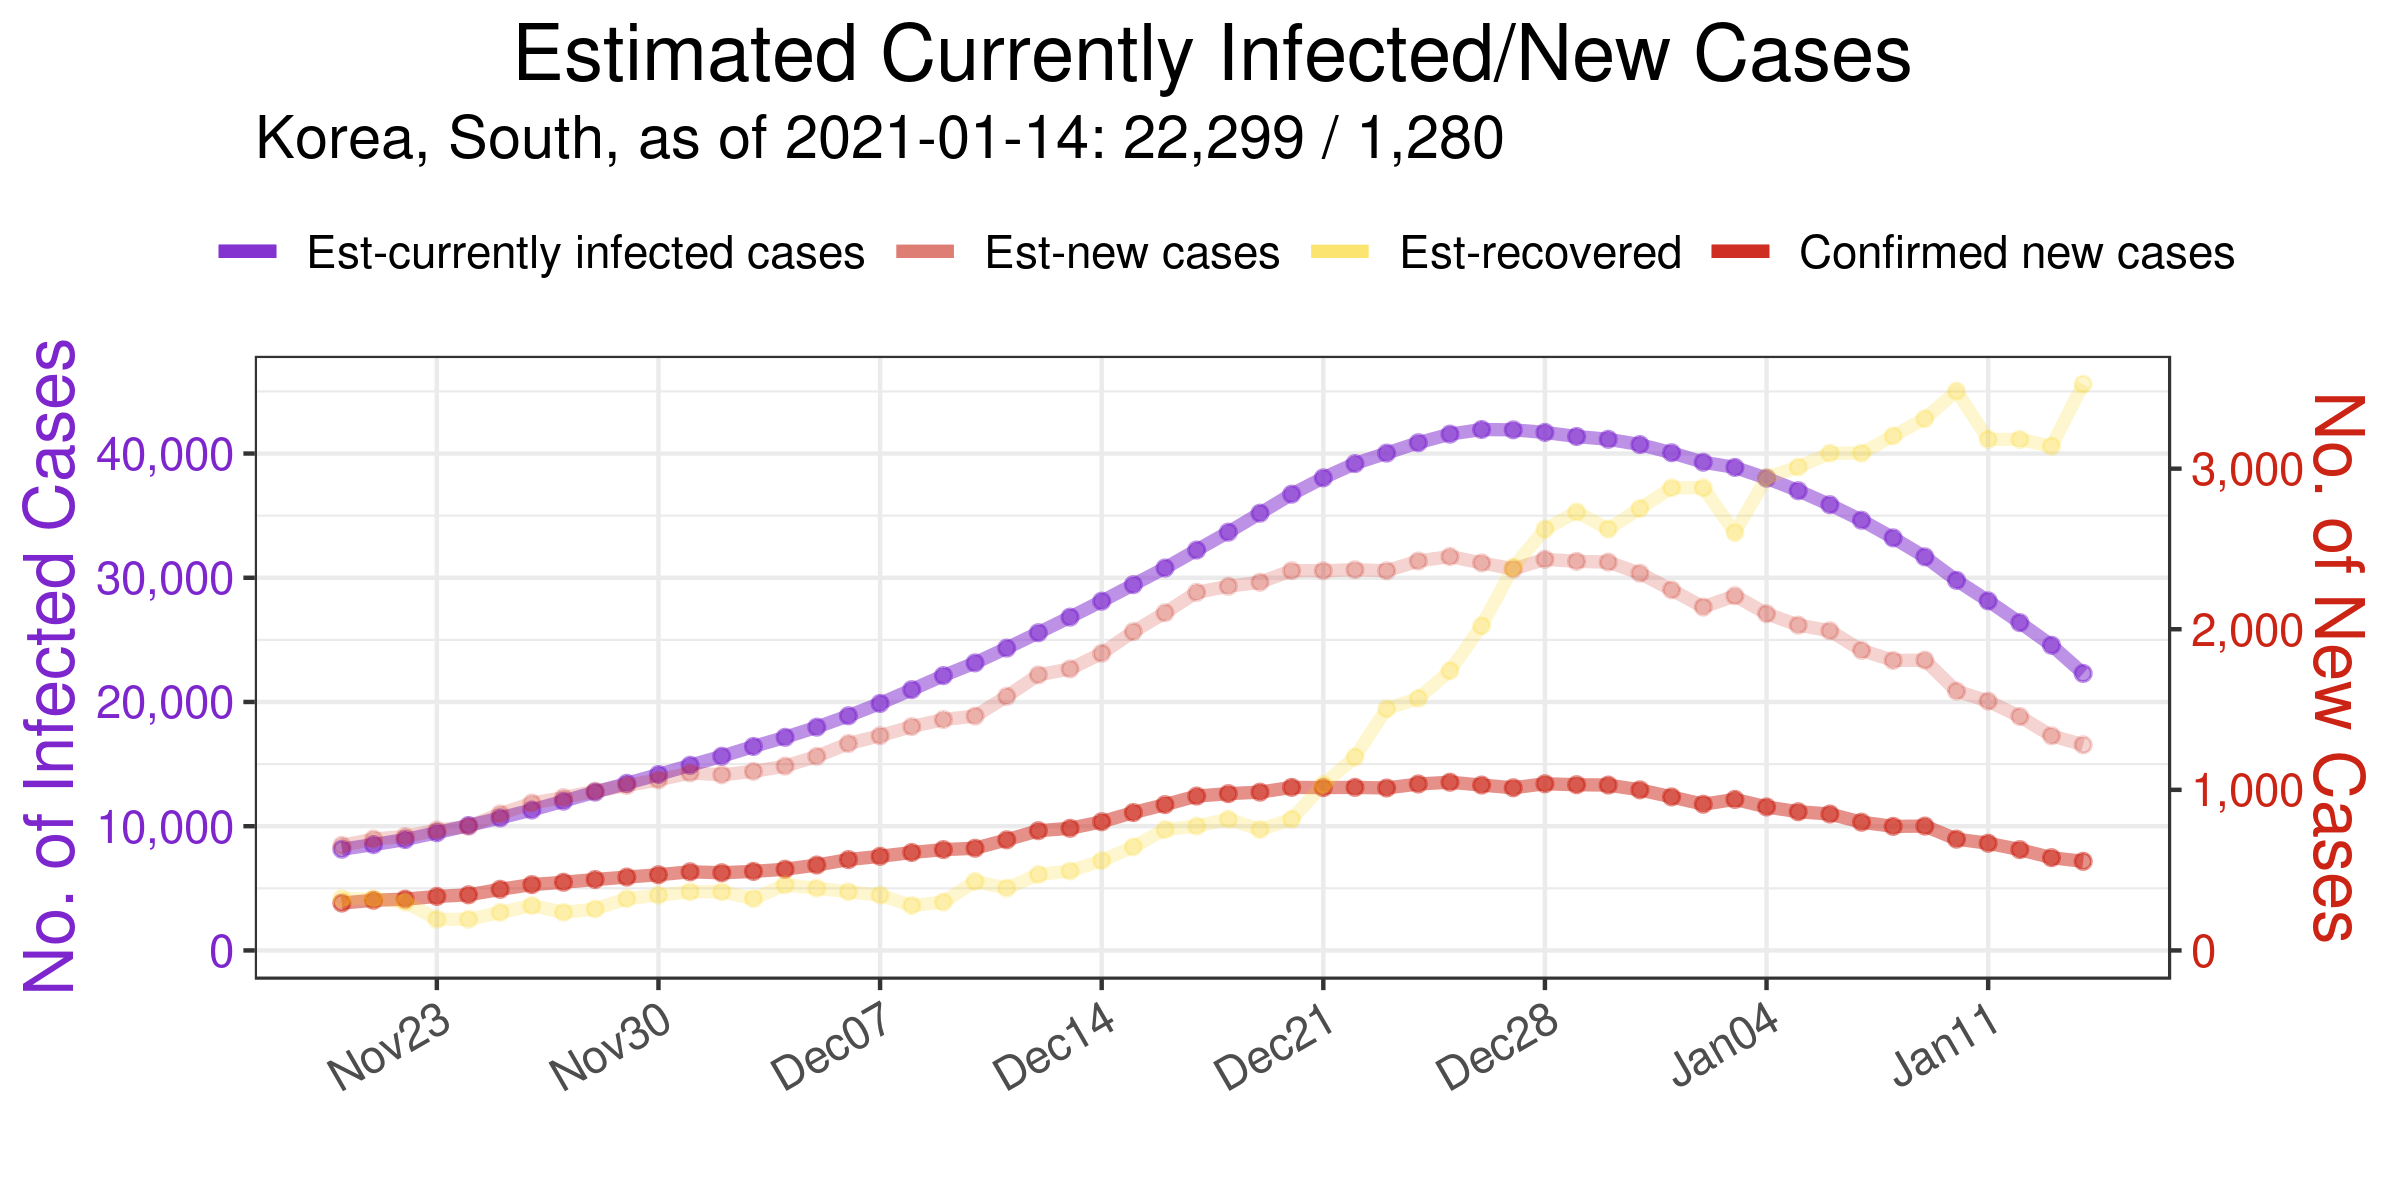 Estimated Currently Infected/New Cases
Korea, South, as of 2021-01-14: 22,299 / 1,280
Est-currently infected cases Est-new cases Est-recovered Confirmed new cases
No. of Infected Cases
40,000
30,000
20,000
10,000
0
3,000
2,000
1,000
0
No. of New Cases
Nov23 Nov30 Dec07 Dec14 Dec21 Dec28 Jan04 Jan11